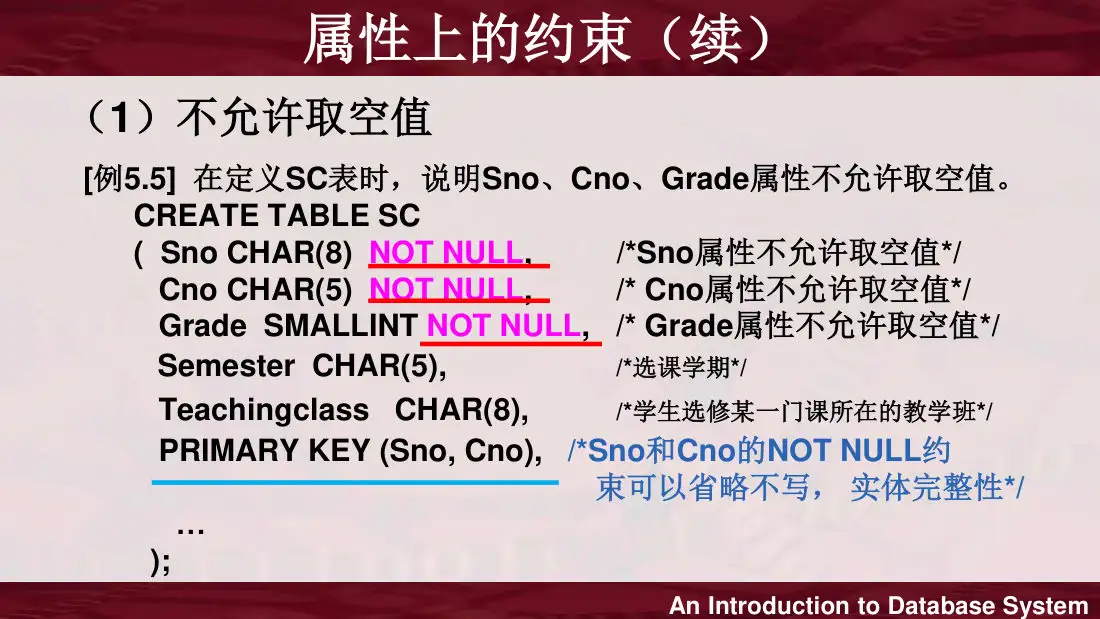 属性上的约束（续）
（1）不允许取空值
[例5.5] 在定义SC表时，说明Sno、Cno、Grade属性不允许取空值。
CREATE TABLE SC
( Sno CHAR(8) NOT NULL, /*Sno属性不允许取空值*/
Cno CHAR(5) NOT NULL, /* Cno属性不允许取空值*/
Grade SMALLINT NOT NULL, /* Grade属性不允许取空值*/
Semester CHAR(5), /*选课学期*/
Teachingclass CHAR(8), /*学生选修某一门课所在的教学班*/
PRIMARY KEY (Sno, Cno), /*Sno和Cno的NOT NULL约
束可以省略不写， 实体完整性*/
…
);
An Introduction to Database System